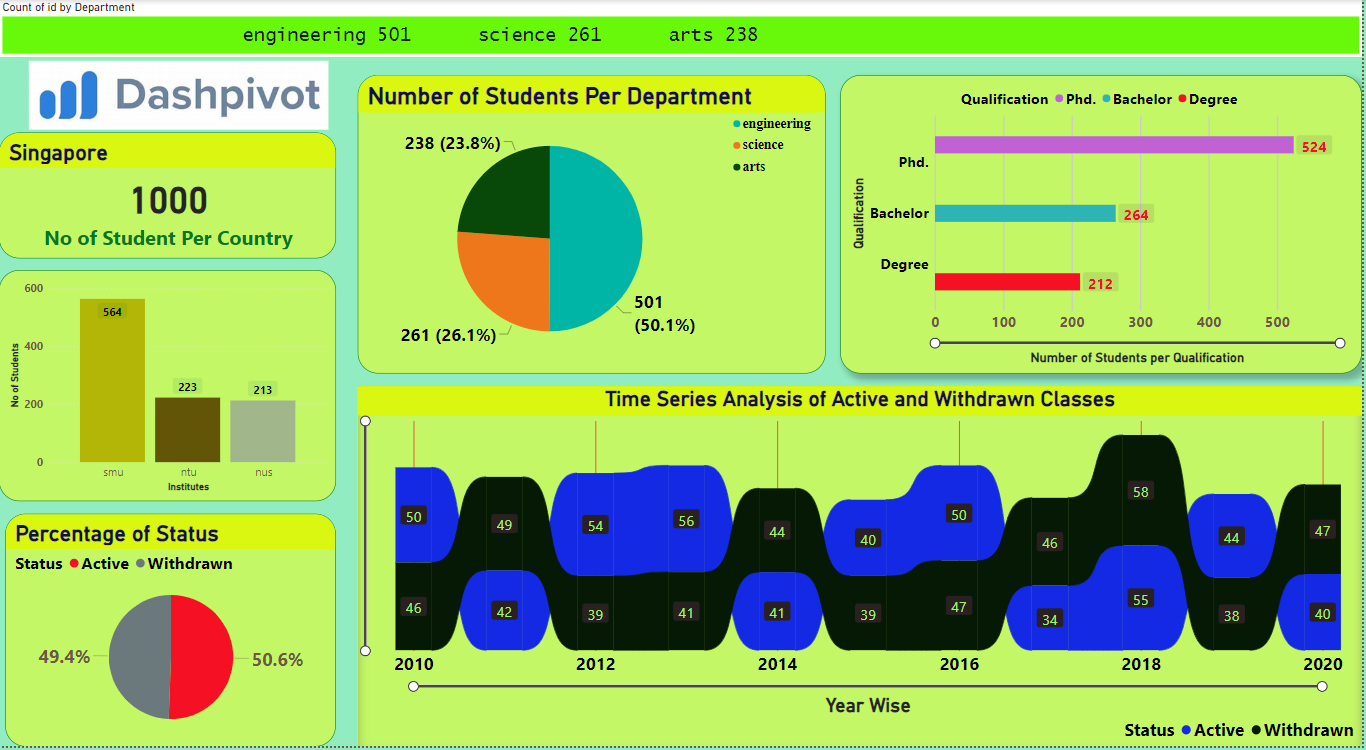 Count of id by Department
engineering 501 science 261 arts 238
Dashpivot
Singapore
1000
No of Student Per Country
600
400
200
0
No of Students
564
223
213
smu ntu nus
Institutes
Percentage of Status
Status Active Withdrawn
49.4%
50.6%
Number of Students Per Department
engineering
science
arts
238 (23.8%)
261 (26.1%)
501
(50.1%)
Qualification Phd. Bachelor Degree
Qualification
Phd.
524
Bachelor
264
Degree
212
0 100 200 300 400 500
Number of Students per Qualification
Time Series Analysis of Active and Withdrawn Classes
50 49 54 56 44 40 50 46 58 44 47
46 42 39 41 41 39 47 34 55 38 40
2010 2012 2014 2016 2018 2020
Year Wise
Status Active Withdrawn